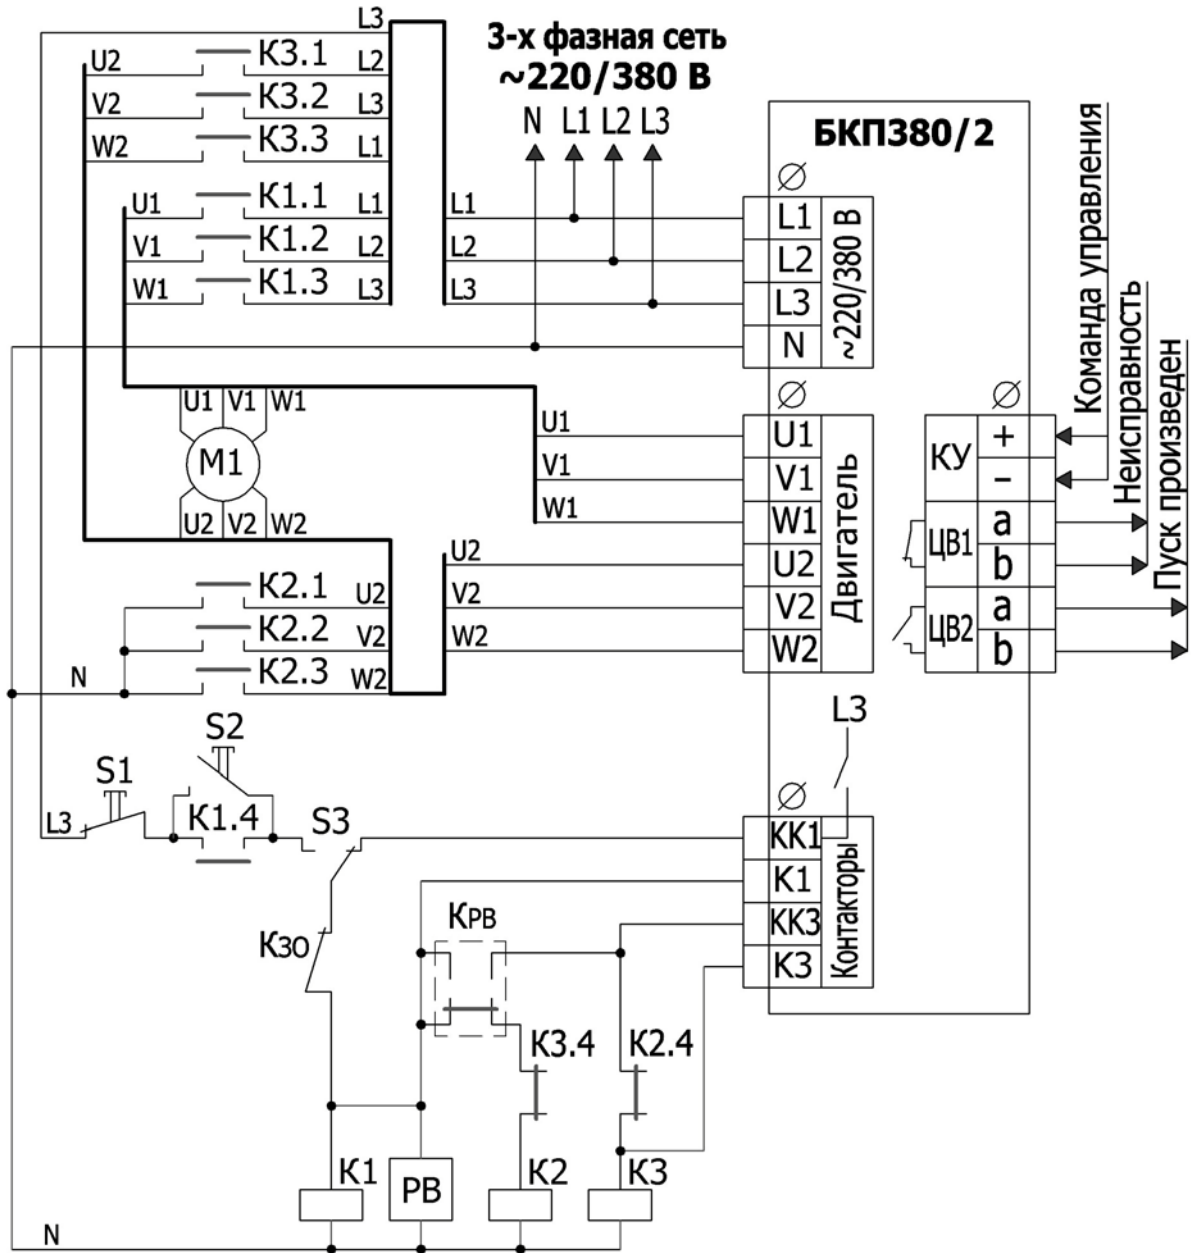 3-х фазная сеть
~220/380 В
N L1 L2 L3
L3
U2 К3.1 L2
V2 К3.2 L3
W2 К3.3 L1
U1 К1.1 L1
V1 К1.2 L2
W1 К1.3 L3
L1
L2
L3
БКП380/2
L1
L2
L3
N
~220/380 В
U1 V1 W1
М1
U2 V2 W2
U1
V1
W1
U2
V2
W2
U1
V1
W1
U2
V2
W2
Двигатель
КУ
+
–
ЦВ1
a
b
ЦВ2
a
b
Команда управления
Неисправность
Пуск произведен
К2.1 U2
К2.2 V2
N К2.3 W2
S2
S1
L3 К1.4 S3
L3
КК1
К1
КК3
К3
Контакторы
КРВ
КЗО
К3.4 К2.4
К1 РВ К2 К3
N